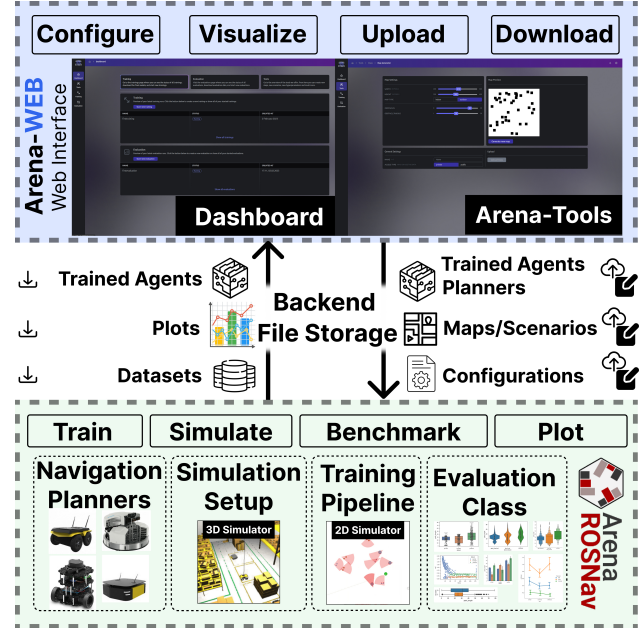 Configure
Visualize
Upload
Download
Arena-WEB
Web Interface
Dashboard
Arena-Tools
Trained Agents
Plots
Datasets
Backend
File Storage
Trained Agents
Planners
Maps/Scenarios
Configurations
Train
Simulate
Benchmark
Plot
Navigation
Planners
Simulation
Setup
3D Simulator
Training
Pipeline
2D Simulator
Evaluation
Class
Arena
ROSNav